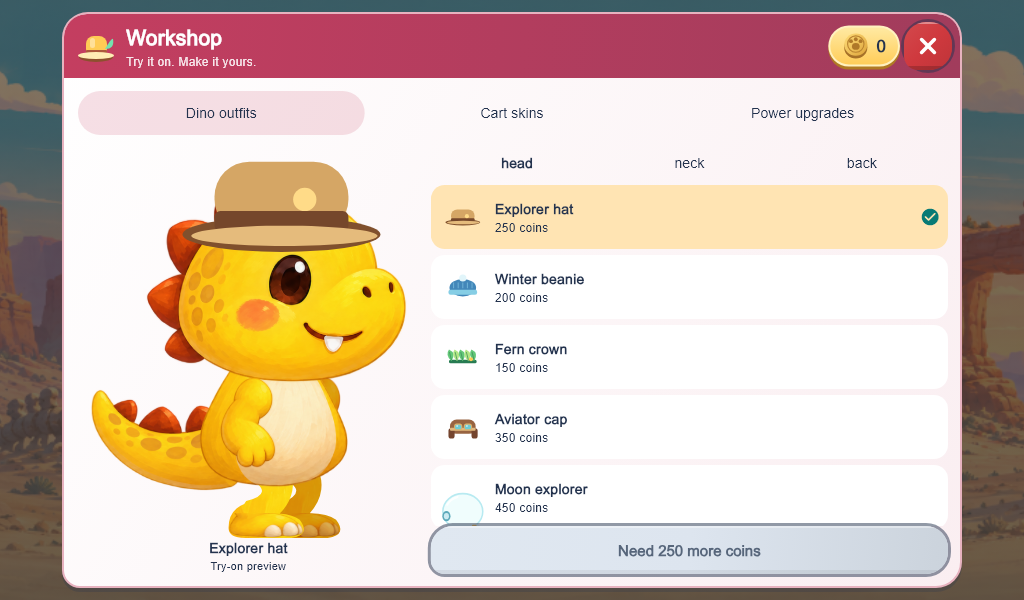 Workshop
Try it on. Make it yours.
0
Dino outfits
Cart skins
Power upgrades
head
neck
back
Explorer hat
250 coins
Winter beanie
200 coins
Fern crown
150 coins
Aviator cap
350 coins
Moon explorer
450 coins
Explorer hat
Try-on preview
Need 250 more coins